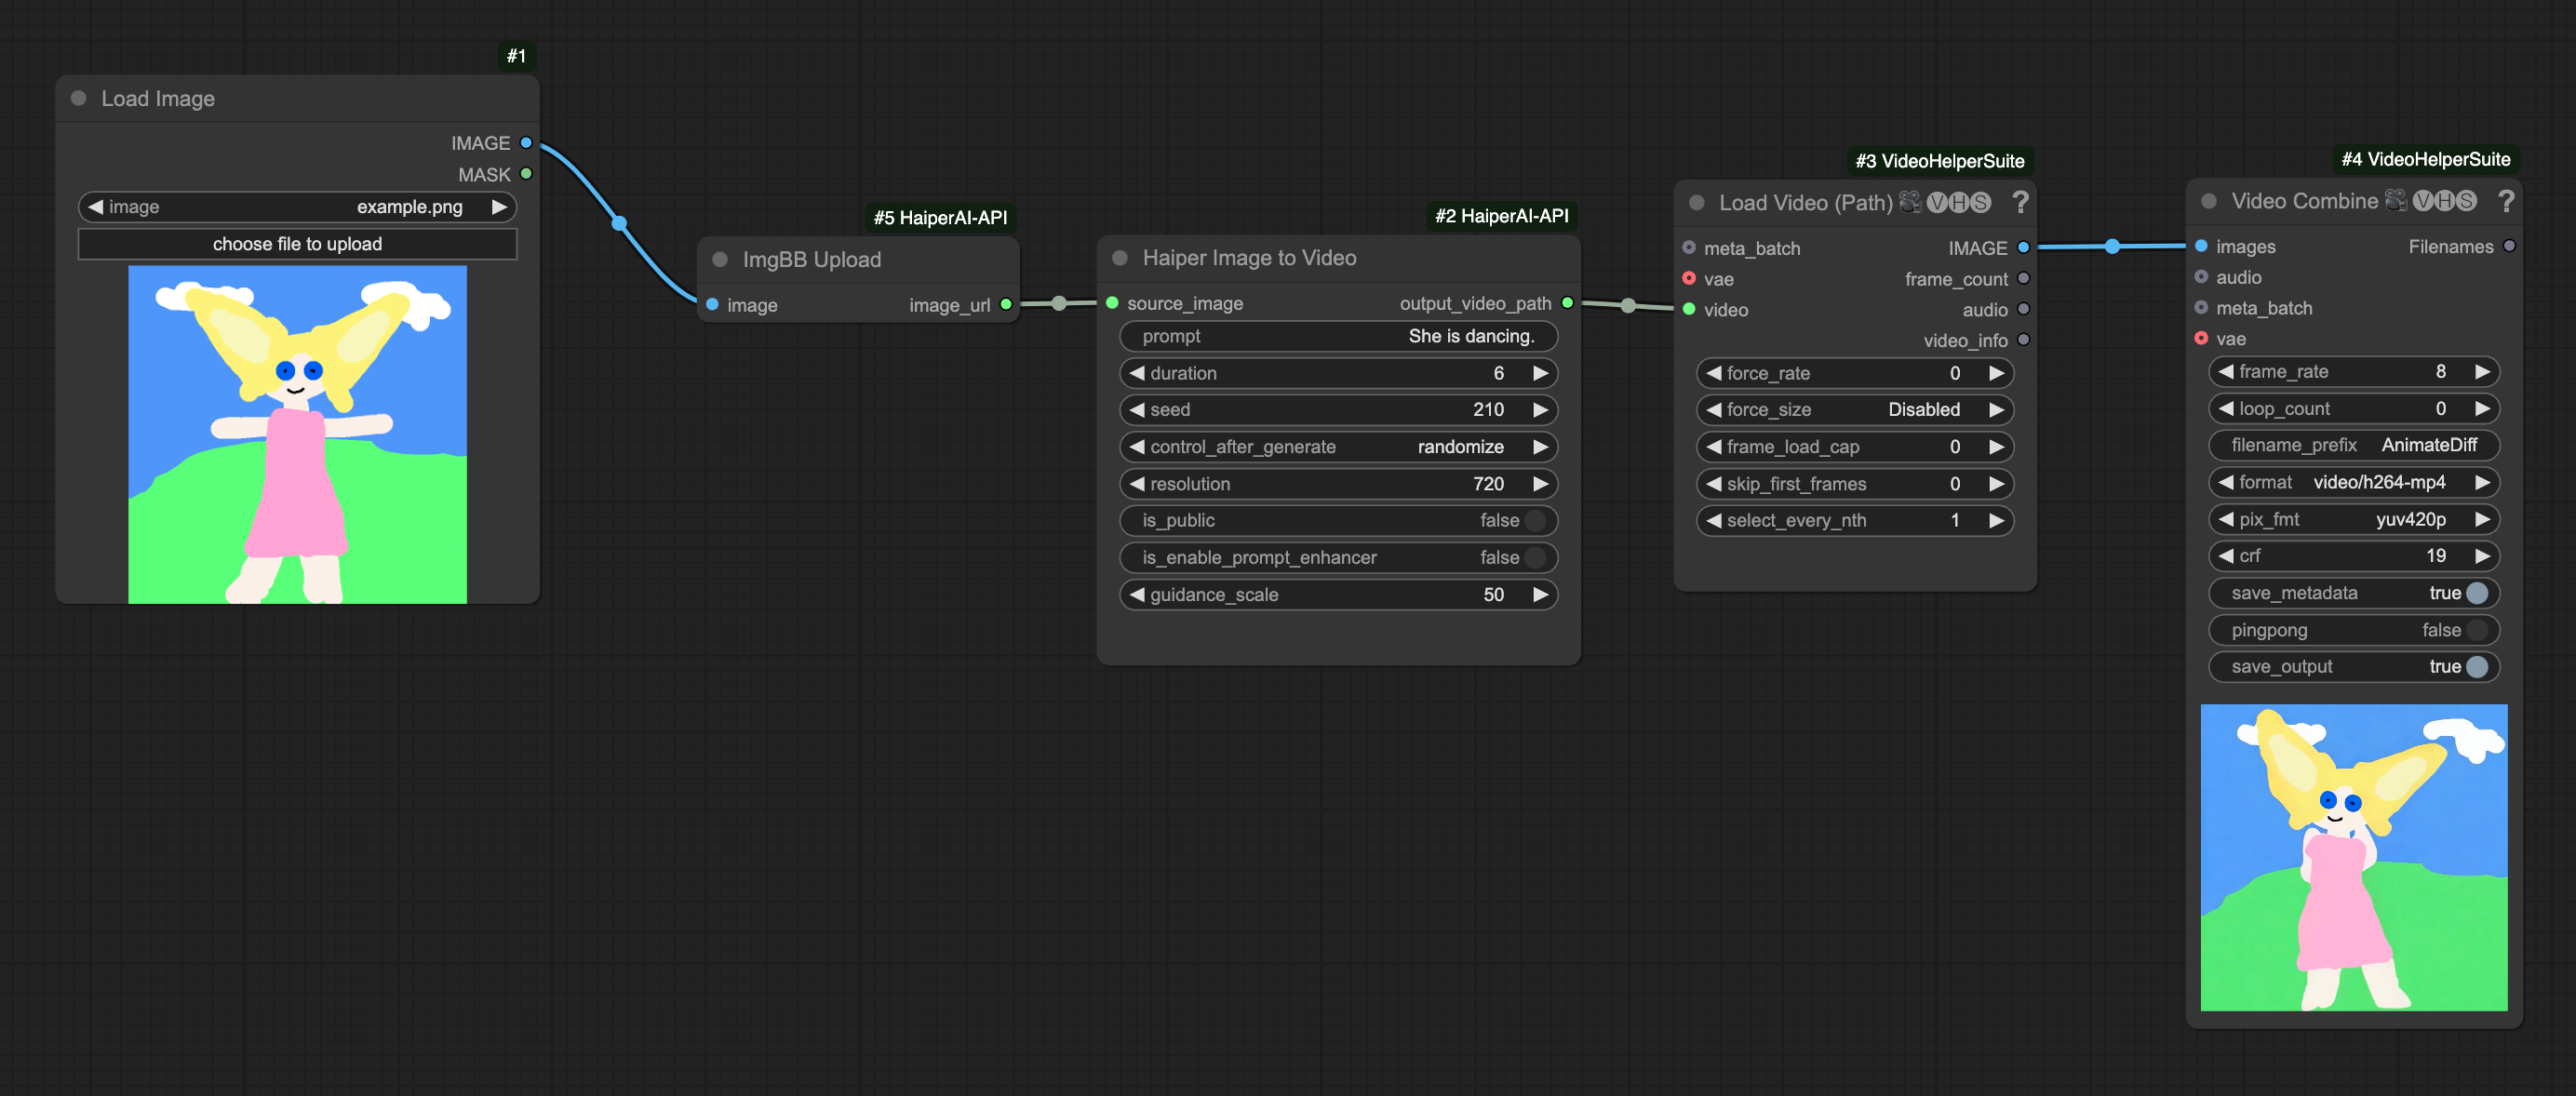 #1
Load Image
IMAGE
MASK
image example.png
choose file to upload
#5 HaiperAI-API
ImgBB Upload
image image_url
#2 HaiperAI-API
Haiper Image to Video
source_image output_video_path
prompt She is dancing.
duration 6
seed 210
control_after_generate randomize
resolution 720
is_public false
is_enable_prompt_enhancer false
guidance_scale 50
#3 VideoHelperSuite
Load Video (Path) 🎥🅥🅗🅢 ?
meta_batch IMAGE
vae frame_count
video audio
video_info
force_rate 0
force_size Disabled
frame_load_cap 0
skip_first_frames 0
select_every_nth 1
#4 VideoHelperSuite
Video Combine 🎥🅥🅗🅢 ?
images Filenames
audio
meta_batch
vae
frame_rate 8
loop_count 0
filename_prefix AnimateDiff
format video/h264-mp4
pix_fmt yuv420p
crf 19
save_metadata true
pingpong false
save_output true